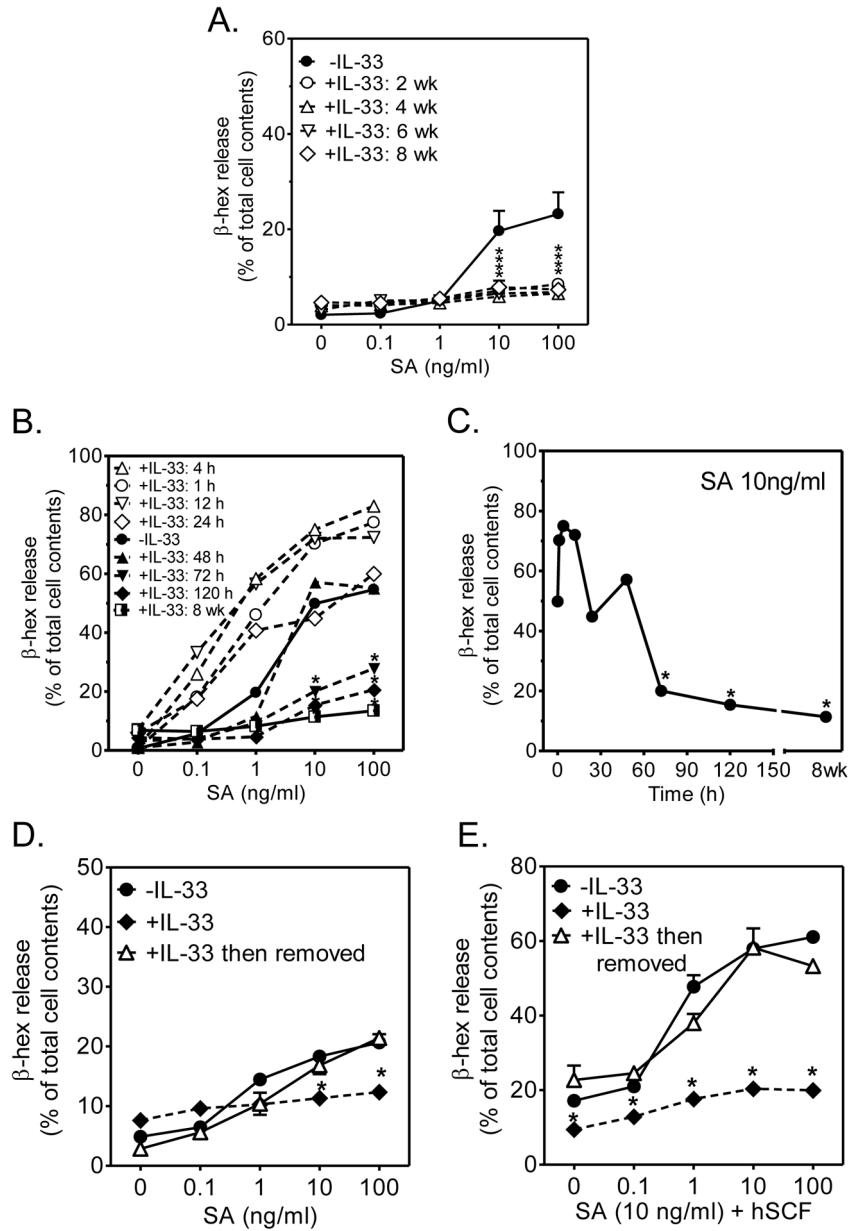 A.
β-hex release
(% of total cell contents)
60
40
20
0
-IL-33
+IL-33: 2 wk
+IL-33: 4 wk
+IL-33: 6 wk
+IL-33: 8 wk
****
****
0 0.1 1 10 100
SA (ng/ml)
B.
β-hex release
(% of total cell contents)
100
80
60
40
20
0
+IL-33: 4 h
+IL-33: 1 h
+IL-33: 12 h
+IL-33: 24 h
-IL-33
+IL-33: 48 h
+IL-33: 72 h
+IL-33: 120 h
+IL-33: 8 wk
* *
* *
*
0 0.1 1 10 100
SA (ng/ml)
C.
β-hex release
(% of total cell contents)
100
80
60
40
20
0
SA 10ng/ml
* * *
0 30 60 90 120 150 8wk
Time (h)
D.
β-hex release
(% of total cell contents)
50
40
30
20
10
0
-IL-33
+IL-33
+IL-33 then removed
* *
0 0.1 1 10 100
SA (ng/ml)
E.
β-hex release
(% of total cell contents)
80
60
40
20
0
-IL-33
+IL-33
+IL-33 then
removed
* * * * *
0 0.1 1 10 100
SA (10 ng/ml) + hSCF